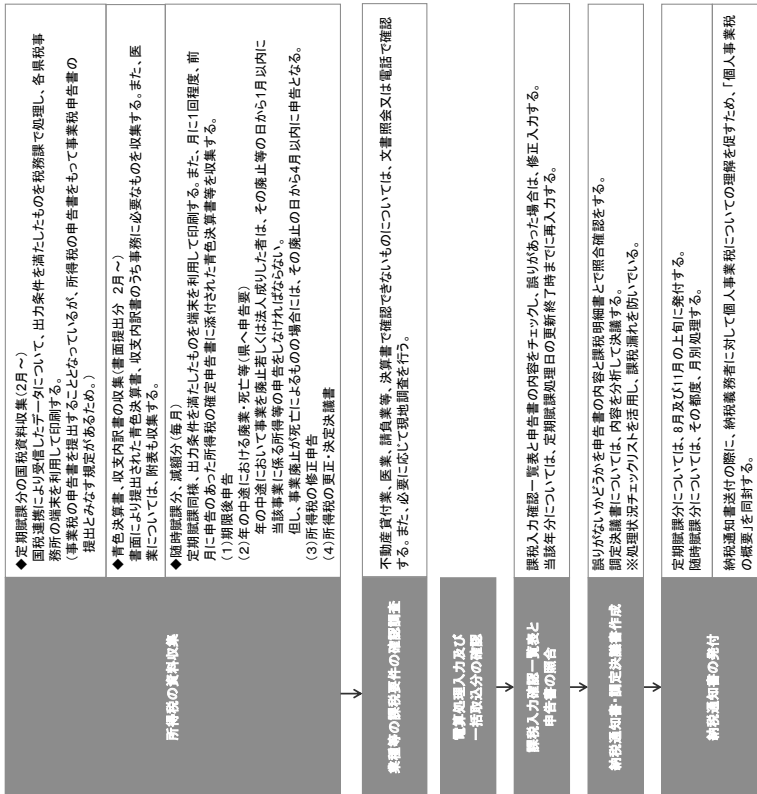 所得税の資料収集
◆定期賦課分の国税資料収集(2月～)
国税連携により受信したデータについて、出力条件を満たしたものを税務課で処理し、各県税事
務所の端末を利用して印刷する。
(事業税の申告書を提出することとなっているが、所得税の申告書をもって事業税申告書の
提出とみなす規定があるため。)
◆青色決算書、収支内訳書の収集(書面提出分 2月～)
書面により提出された青色決算書、収支内訳書のうち事務に必要なものを収集する。また、医
業については、附表も収集する。
◆随時賦課分、減額分(毎月)
定期賦課同様、出力条件を満たしたものを端末を利用して印刷する。また、月に1回程度、前
月に申告のあった所得税の確定申告書に添付された青色決算書等を収集する。
(1)期限後申告
(2)年の中途における廃業・死亡等(県へ申告要)
年の中途において事業を廃止若しくは法人成りした者は、その廃止等の日から1月以内に
当該事業に係る所得等の申告をしなければならない。
但し、事業廃止が死亡によるものの場合には、その廃止の日から4月以内に申告となる。
(3)所得税の修正申告
(4)所得税の更正・決定決議書
業種等の課税要件の確認調査
不動産貸付業、医業、請負業等、決算書で確認できないものについては、文書照会又は電話で確認
する。また、必要に応じて現地調査を行う。
電算処理入力及び
一括取込分の確認
課税入力確認一覧表と
申告書の照合
課税入力確認一覧表と申告書の内容をチェックし、誤りがあった場合は、修正入力する。
当該年分については、定期賦課処理日の更新終了時までに再入力する。
納税通知書・調定決議書作成
誤りがないかどうかを申告書の内容と課税明細書とで照合確認をする。
調定決議書については、内容を分析して決議する。
※処理状況チェックリストを活用し、課税漏れを防いでいる。
納税通知書の発付
定期賦課分については、8月及び11月の上旬に発付する。
随時賦課分については、その都度、月別処理する。
納税通知書送付の際に、納税義務者に対して個人事業税についての理解を促すため、「個人事業税
の概要」を同封する。